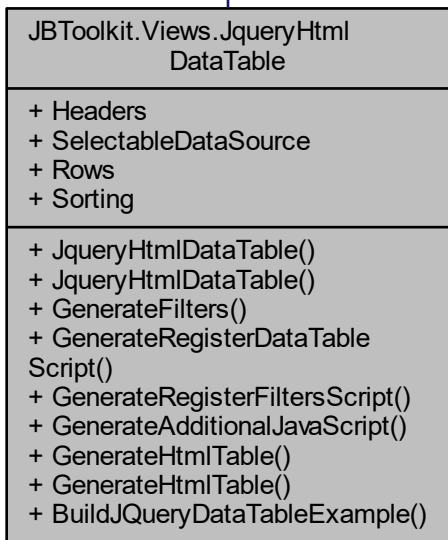 JBToolkit.Views.JqueryHtml
DataTable
+ Headers
+ SelectableDataSource
+ Rows
+ Sorting
+ JqueryHtmlDataTable()
+ JqueryHtmlDataTable()
+ GenerateFilters()
+ GenerateRegisterDataTable
Script()
+ GenerateRegisterFiltersScript()
+ GenerateAdditionalJavaScript()
+ GenerateHtmlTable()
+ GenerateHtmlTable()
+ BuildJQueryDataTableExample()